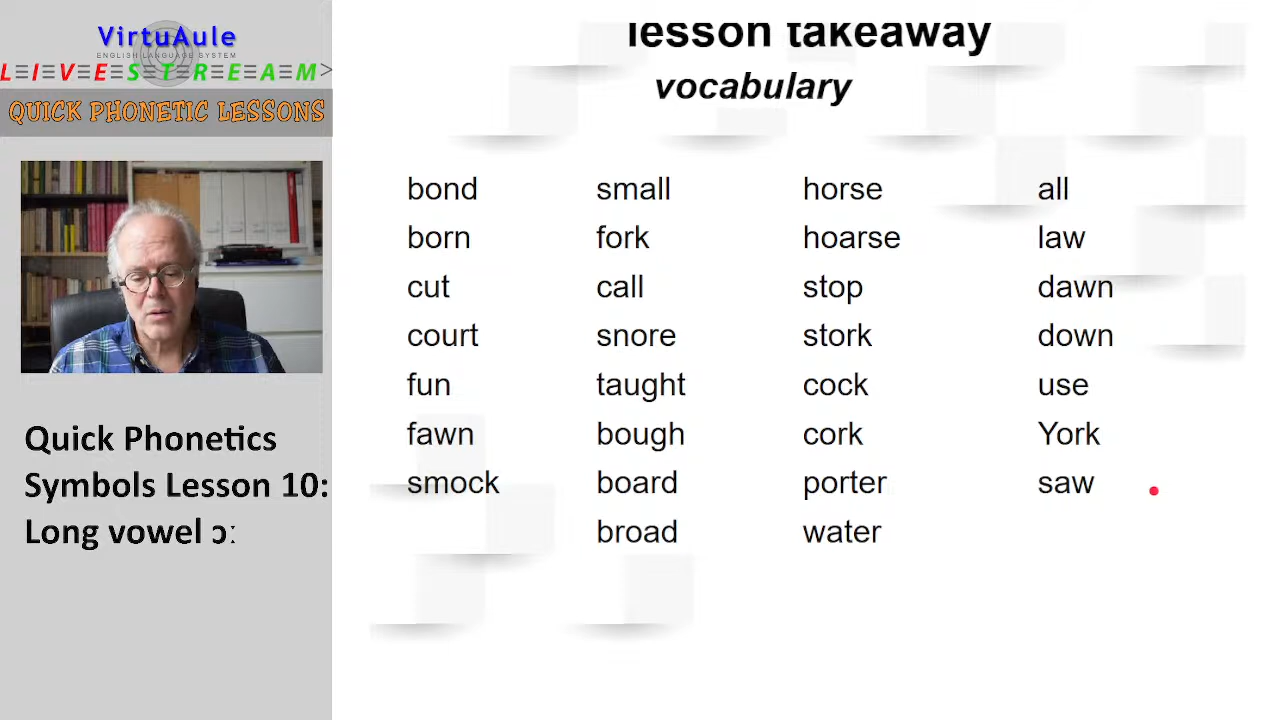 VirtuAule
ENGLISH LANGUAGE SYSTEM
L≡I≡V≡E≡S≡T≡R≡E≡A≡M>
QUICK PHONETIC LESSONS
Quick Phonetics
Symbols Lesson 10:
Long vowel ɔː
lesson takeaway
vocabulary
bond small horse all
born fork hoarse law
cut call stop dawn
court snore stork down
fun taught cock use
fawn bough cork York
smock board porter saw
broad water